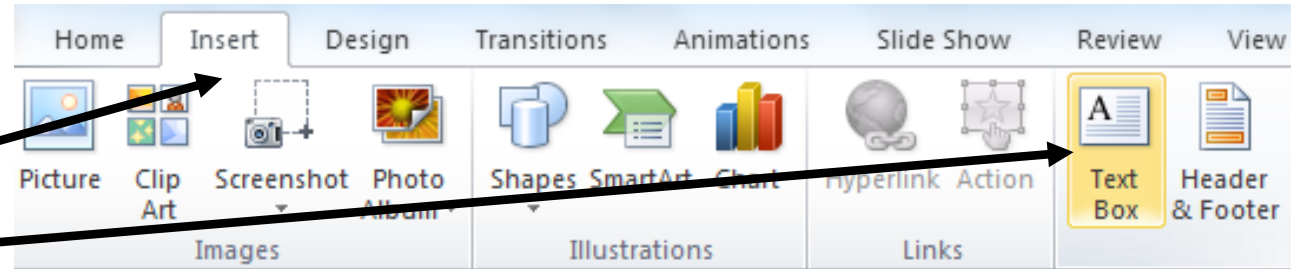 Home Insert Design Transitions Animations Slide Show Review View
Picture Clip Art Screenshot Photo Album Shapes SmartArt Chart Hyperlink Action Text Box Header & Footer
Images Illustrations Links